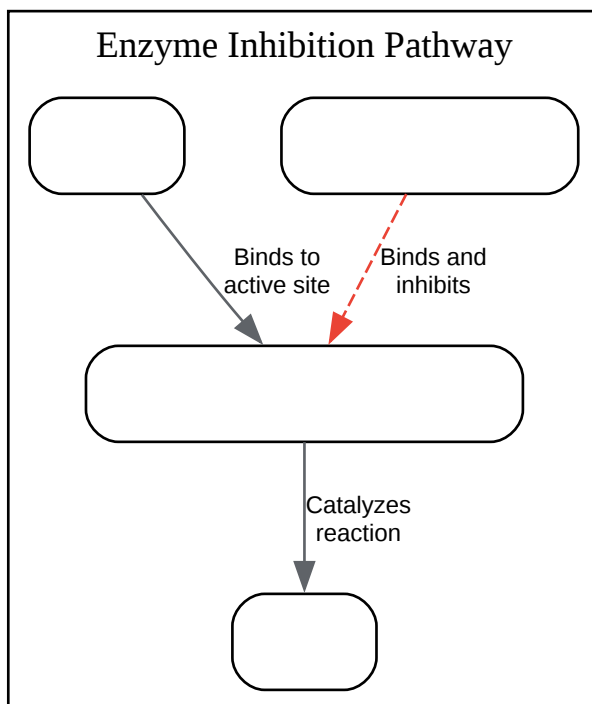 Enzyme Inhibition Pathway
Binds to
active site
Binds and
inhibits
Catalyzes
reaction